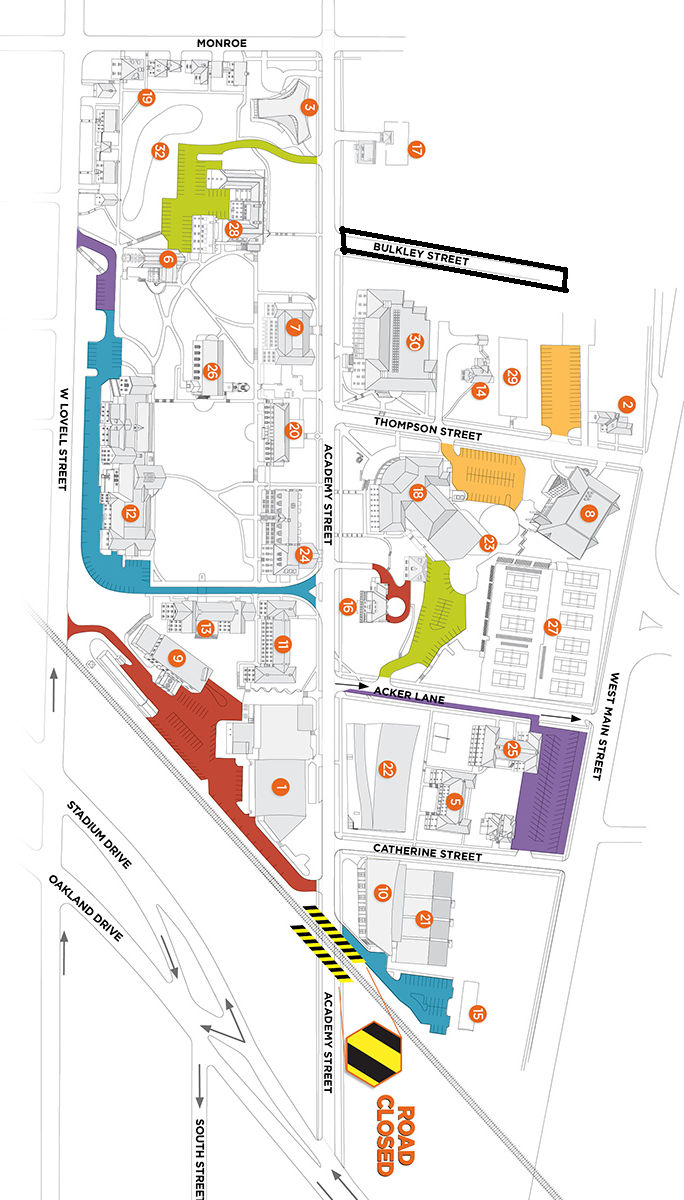 MONROE
3
19
32
17
28
BULKLEY STREET
6
7
30
26
29
14
2
W LOVELL STREET
20
THOMPSON STREET
ACADEMY STREET
18
8
12
23
24
16
27
13
11
9
ACKER LANE
WEST MAIN STREET
25
22
1
5
STADIUM DRIVE
CATHERINE STREET
OAKLAND DRIVE
10
21
15
ACADEMY STREET
ROAD
CLOSED
SOUTH STREET